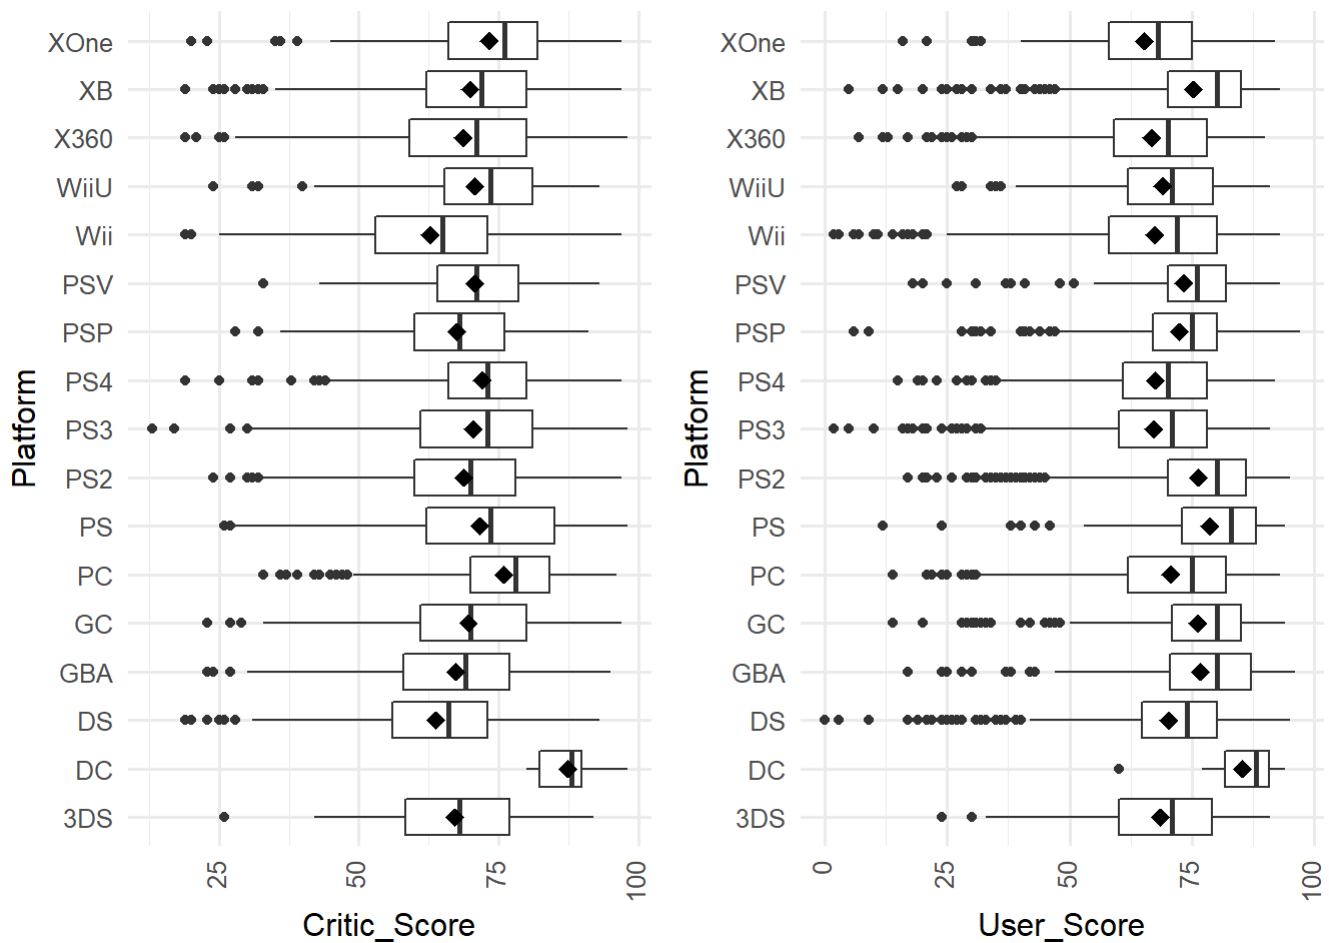 XOne
XB
X360
WiiU
Wii
PSV
PSP
PS4
PS3
PS2
PS
PC
GC
GBA
DS
DC
3DS
Platform
25
50
75
100
Critic_Score
XOne
XB
X360
WiiU
Wii
PSV
PSP
PS4
PS3
PS2
PS
PC
GC
GBA
DS
DC
3DS
Platform
0
25
50
75
100
User_Score